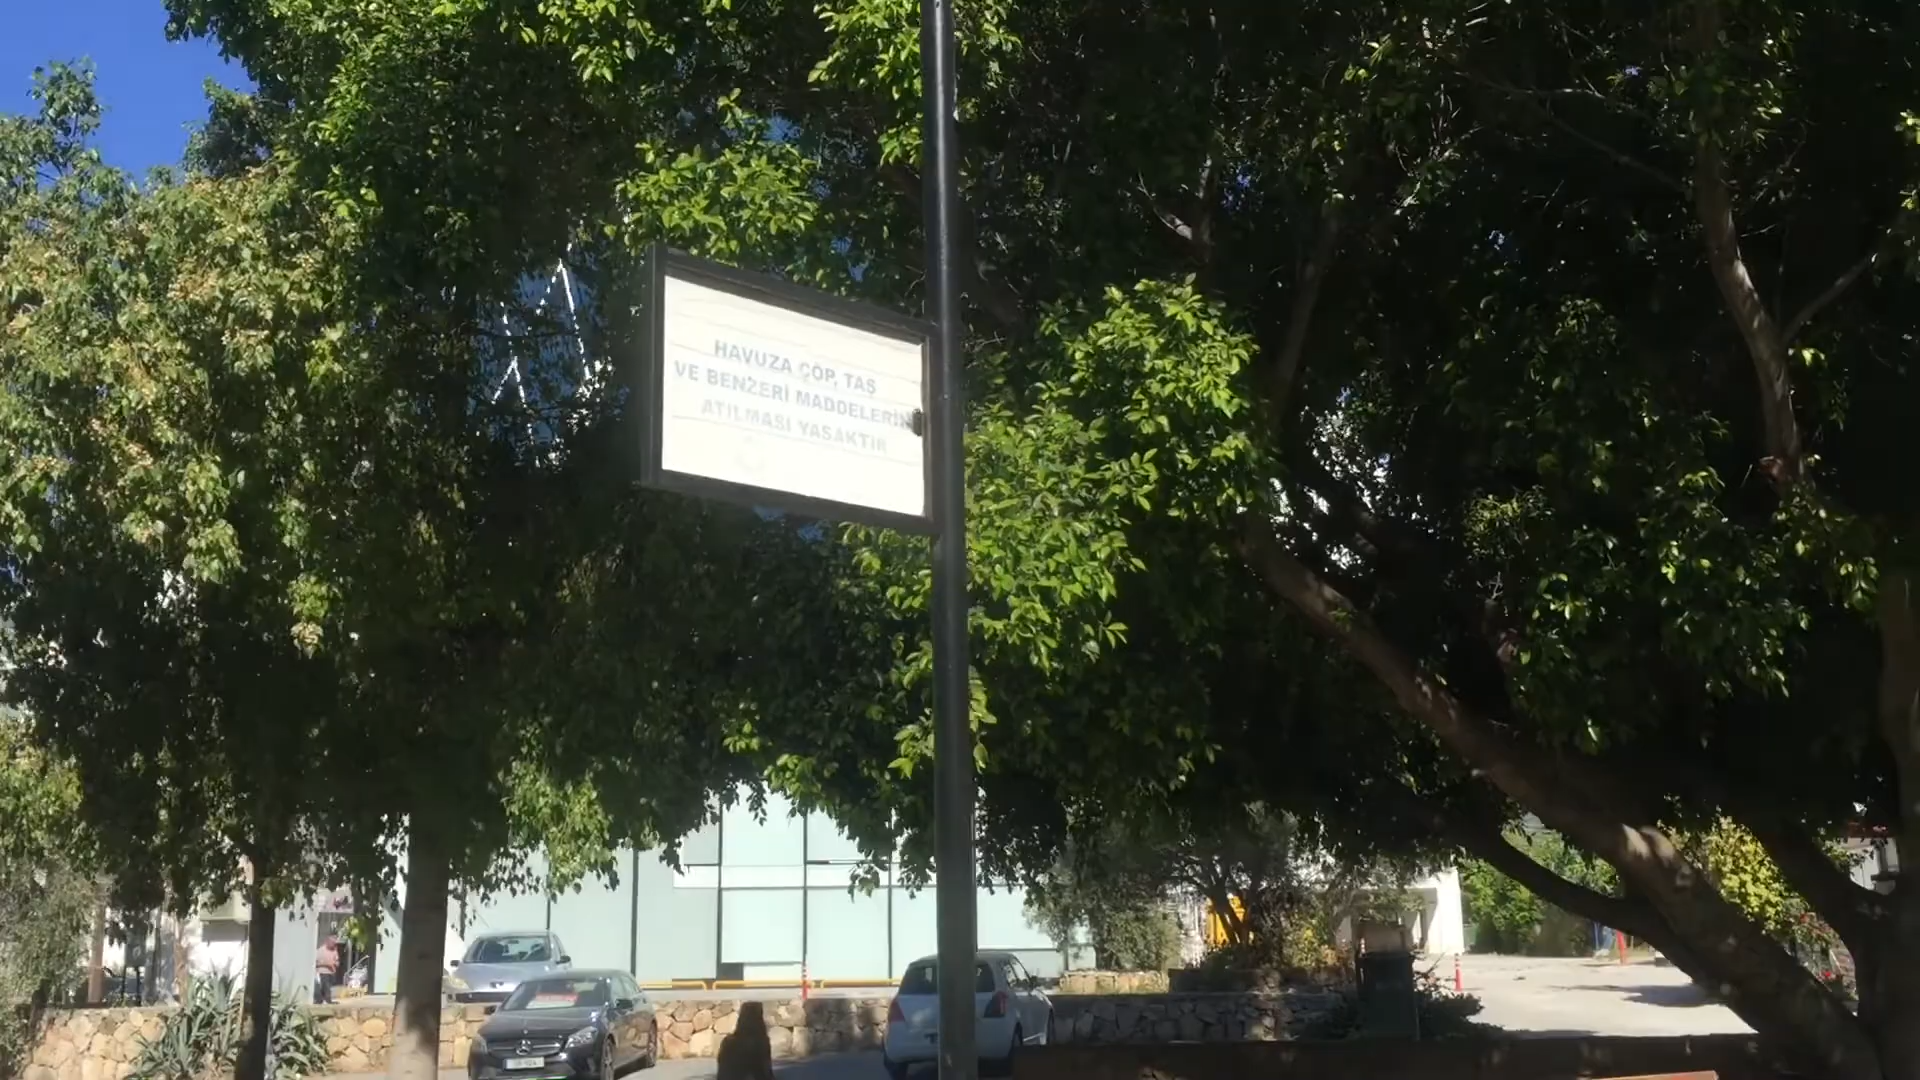 HAVUZA ÇÖP, TAŞ
VE BENZERİ MADDELERİN
ATILMASI YASAKTIR